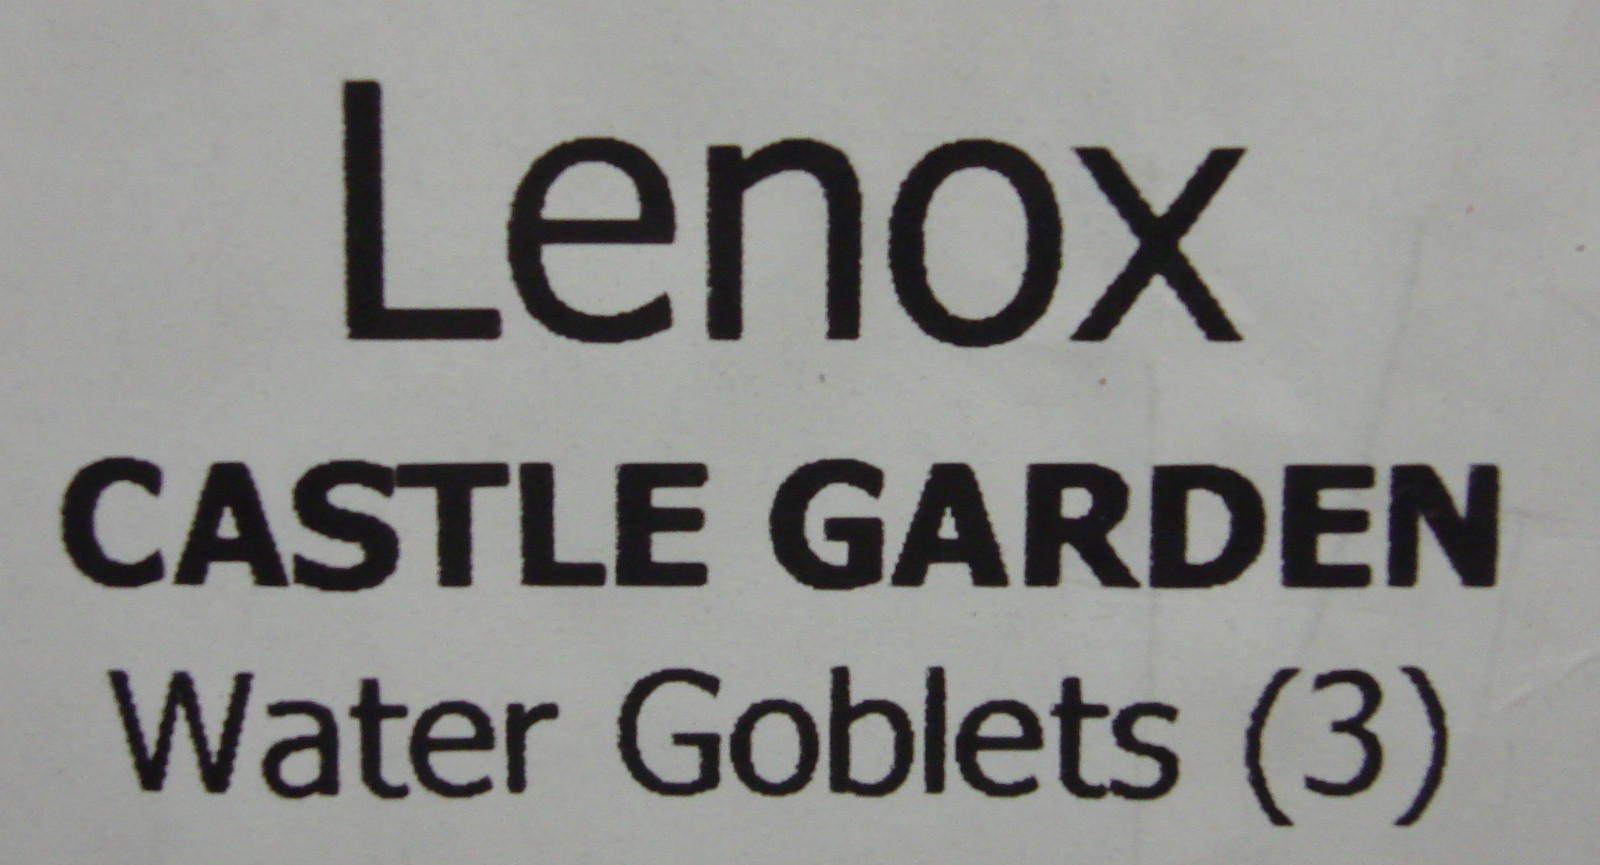 Lenox
CASTLE GARDEN
Water Goblets (3)